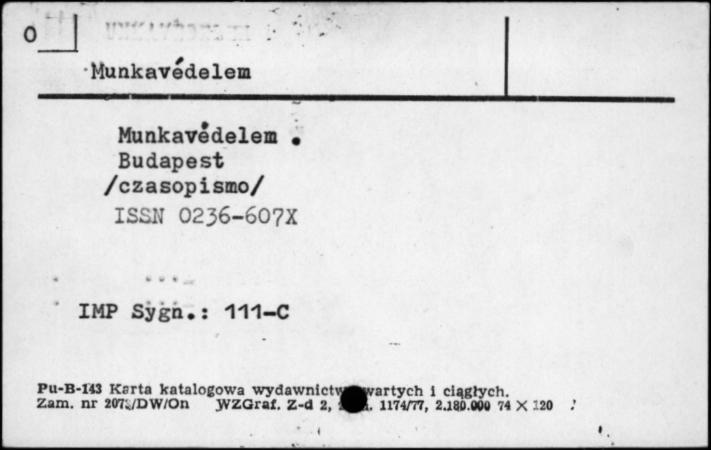 O
Munkavédelem
Munkavédelem.
Budapest
/czasopismo/
ISSN 0236-607X
IMP Sygn.: 111-C
Pu-B-143 Karta katalogowa wydawnictw zwartych i ciągłych.
Zam. nr 2073/DW/On WZGraf. Z-d 2, 1174/77, 2.180.000 74 X 120